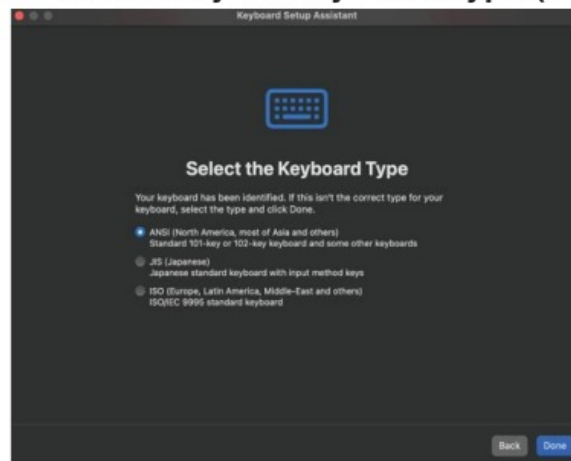 Keyboard Setup Assistant
Select the Keyboard Type
Your keyboard has been identified. If this isn't the correct type for your
keyboard, select the type and click Done.
ANSI (North America, most of Asia and others)
Standard 101-key or 102-key keyboard and some other keyboards
JIS (Japanese)
Japanese standard keyboard with input method keys
ISO (Europe, Latin America, Middle-East and others)
ISO/IEC 9995 standard keyboard
Back Done